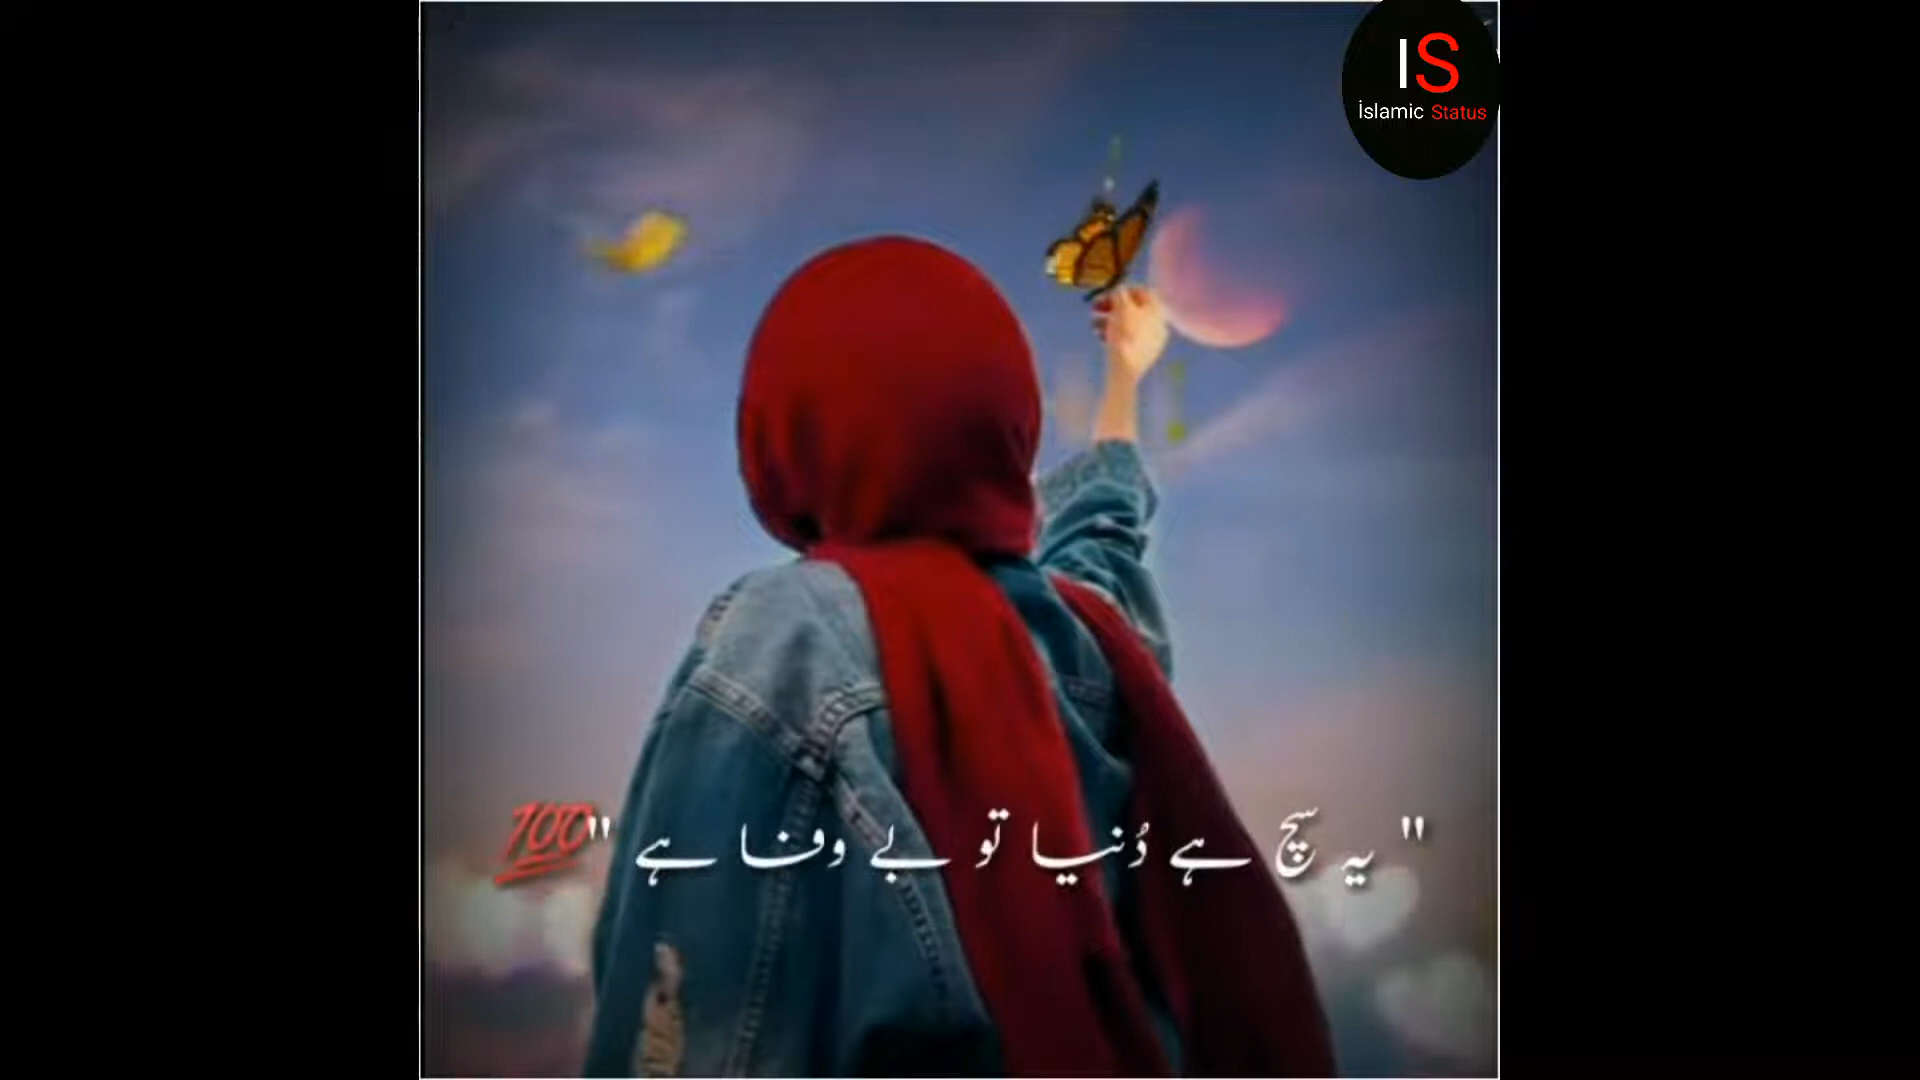 IS
İslamic Status
" یہ سچ ہے دُنیا تو بے وفا ہے "💯